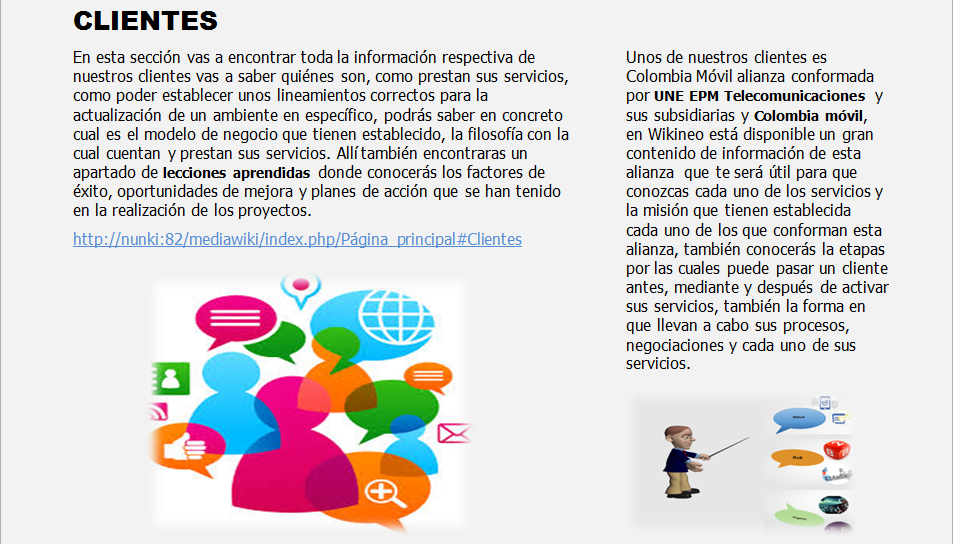 CLIENTES
En esta sección vas a encontrar toda la información respectiva de
nuestros clientes vas a saber quiénes son, como prestan sus servicios,
como poder establecer unos lineamientos correctos para la
actualización de un ambiente en específico, podrás saber en concreto
cual es el modelo de negocio que tienen establecido, la filosofía con la
cual cuentan y prestan sus servicios. Allí también encontraras un
apartado de lecciones aprendidas donde conocerás los factores de
éxito, oportunidades de mejora y planes de acción que se han tenido
en la realización de los proyectos.
http://nunki:82/mediawiki/index.php/Página_principal#Clientes
Unos de nuestros clientes es
Colombia Móvil alianza conformada
por UNE EPM Telecomunicaciones y
sus subsidiarias y Colombia móvil,
en Wikineo está disponible un gran
contenido de información de esta
alianza que te será útil para que
conozcas cada uno de los servicios y
la misión que tienen establecida
cada uno de los que conforman esta
alianza, también conocerás la etapas
por las cuales puede pasar un cliente
antes, mediante y después de activar
sus servicios, también la forma en
que llevan a cabo sus procesos,
negociaciones y cada uno de sus
servicios.